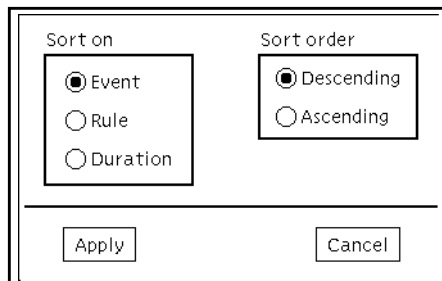 Sort on Sort order
Event Descending
Rule Ascending
Duration
Apply Cancel